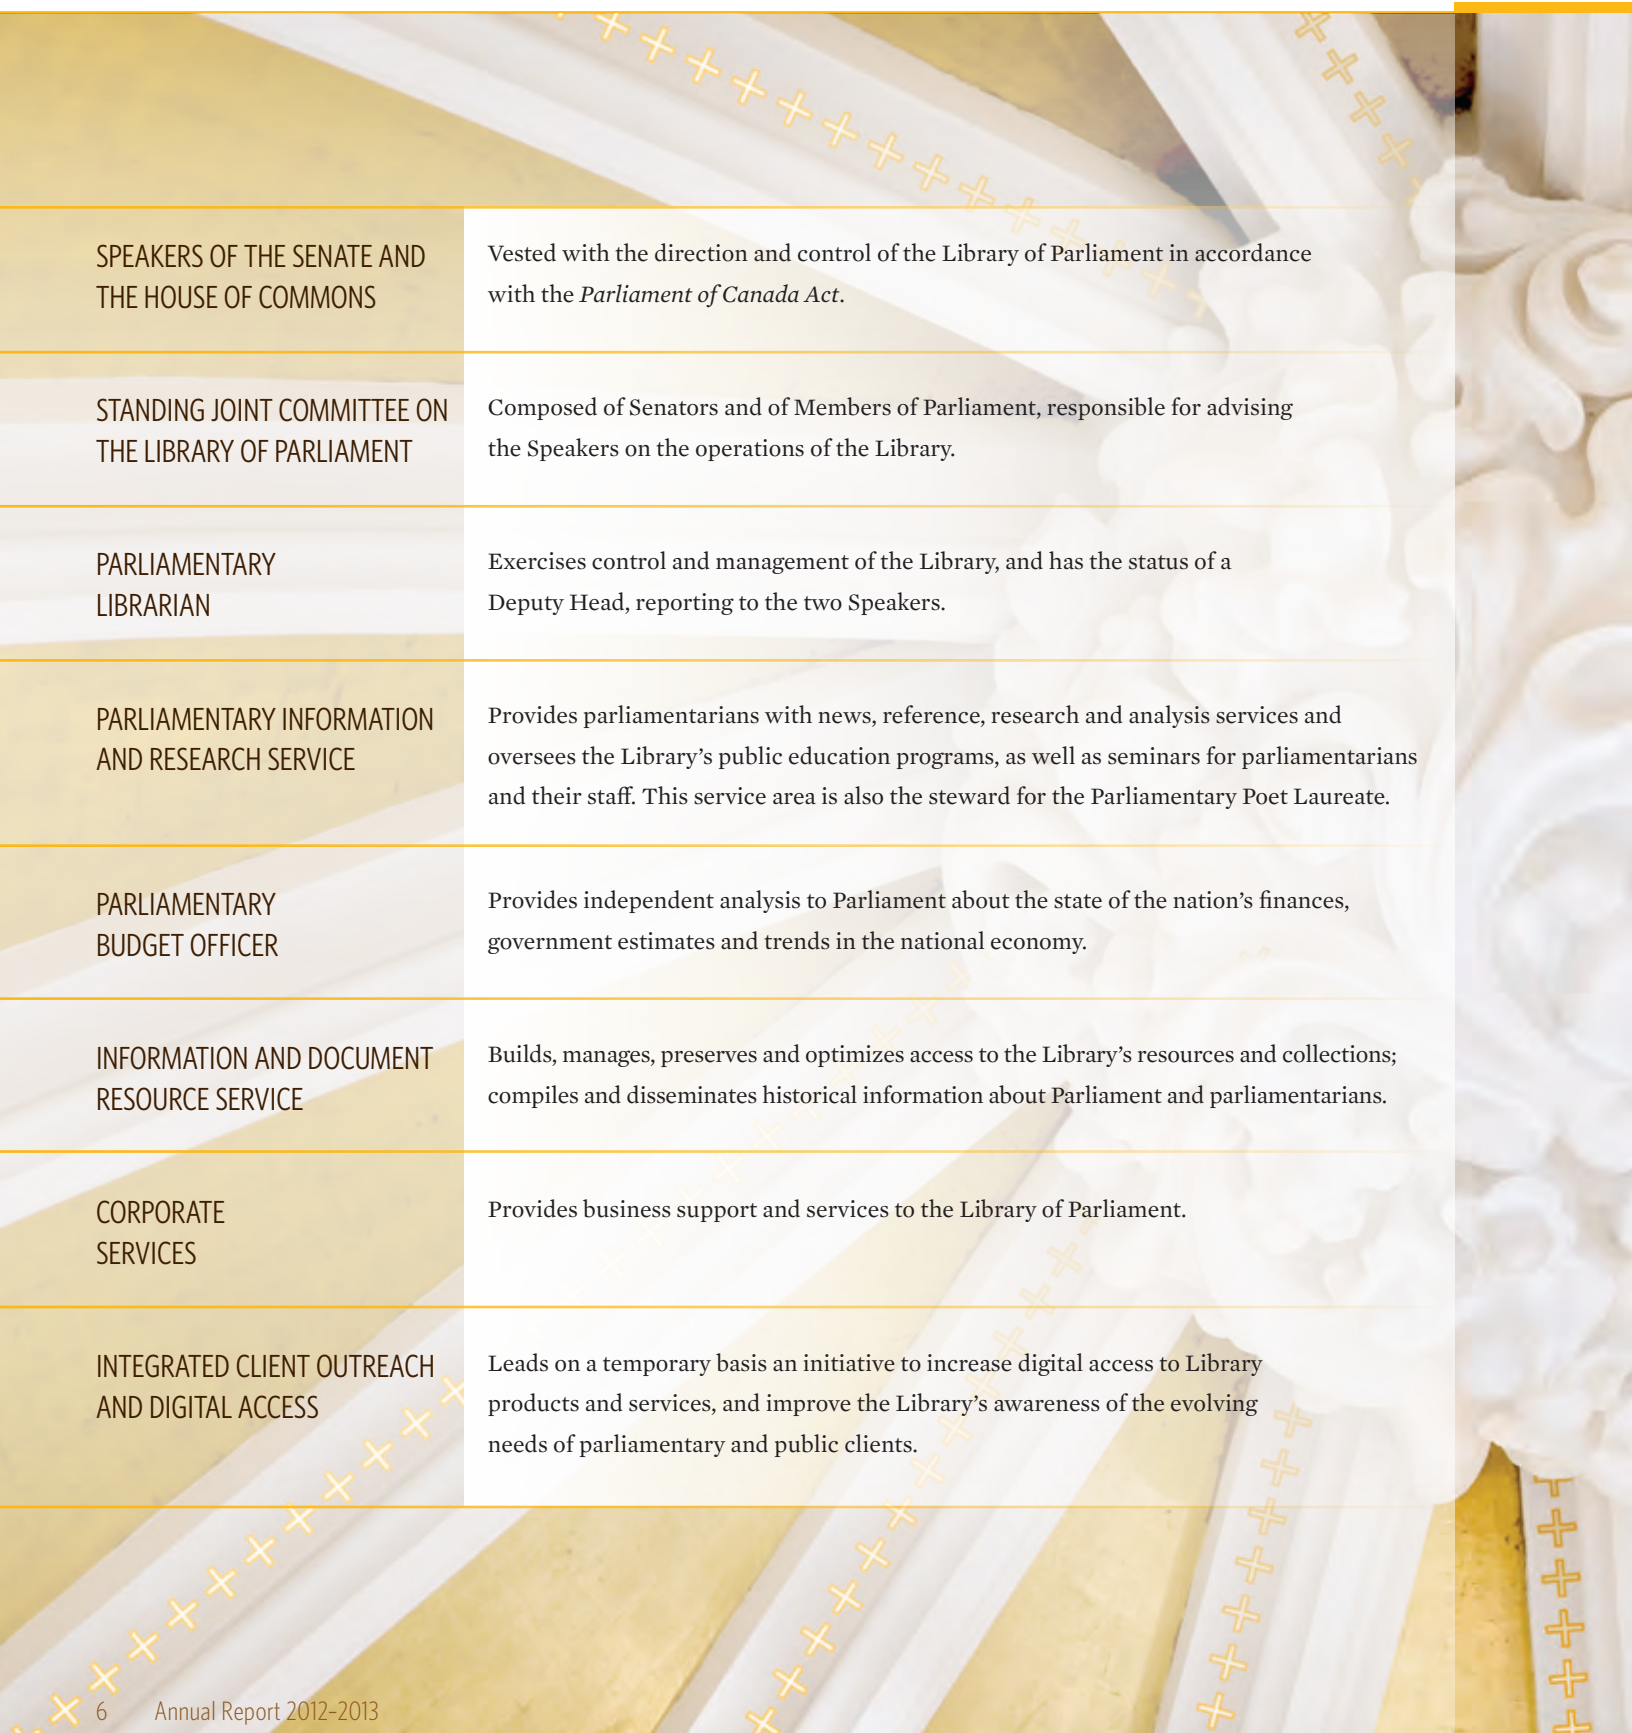 SPEAKERS OF THE SENATE AND
THE HOUSE OF COMMONS
Vested with the direction and control of the Library of Parliament in accordance
with the Parliament of Canada Act.
STANDING JOINT COMMITTEE ON
THE LIBRARY OF PARLIAMENT
Composed of Senators and of Members of Parliament, responsible for advising
the Speakers on the operations of the Library.
PARLIAMENTARY
LIBRARIAN
Exercises control and management of the Library, and has the status of a
Deputy Head, reporting to the two Speakers.
PARLIAMENTARY INFORMATION
AND RESEARCH SERVICE
Provides parliamentarians with news, reference, research and analysis services and
oversees the Library’s public education programs, as well as seminars for parliamentarians
and their staff. This service area is also the steward for the Parliamentary Poet Laureate.
PARLIAMENTARY
BUDGET OFFICER
Provides independent analysis to Parliament about the state of the nation’s finances,
government estimates and trends in the national economy.
INFORMATION AND DOCUMENT
RESOURCE SERVICE
Builds, manages, preserves and optimizes access to the Library’s resources and collections;
compiles and disseminates historical information about Parliament and parliamentarians.
CORPORATE
SERVICES
Provides business support and services to the Library of Parliament.
INTEGRATED CLIENT OUTREACH
AND DIGITAL ACCESS
Leads on a temporary basis an initiative to increase digital access to Library
products and services, and improve the Library’s awareness of the evolving
needs of parliamentary and public clients.
6 Annual Report 2012–2013